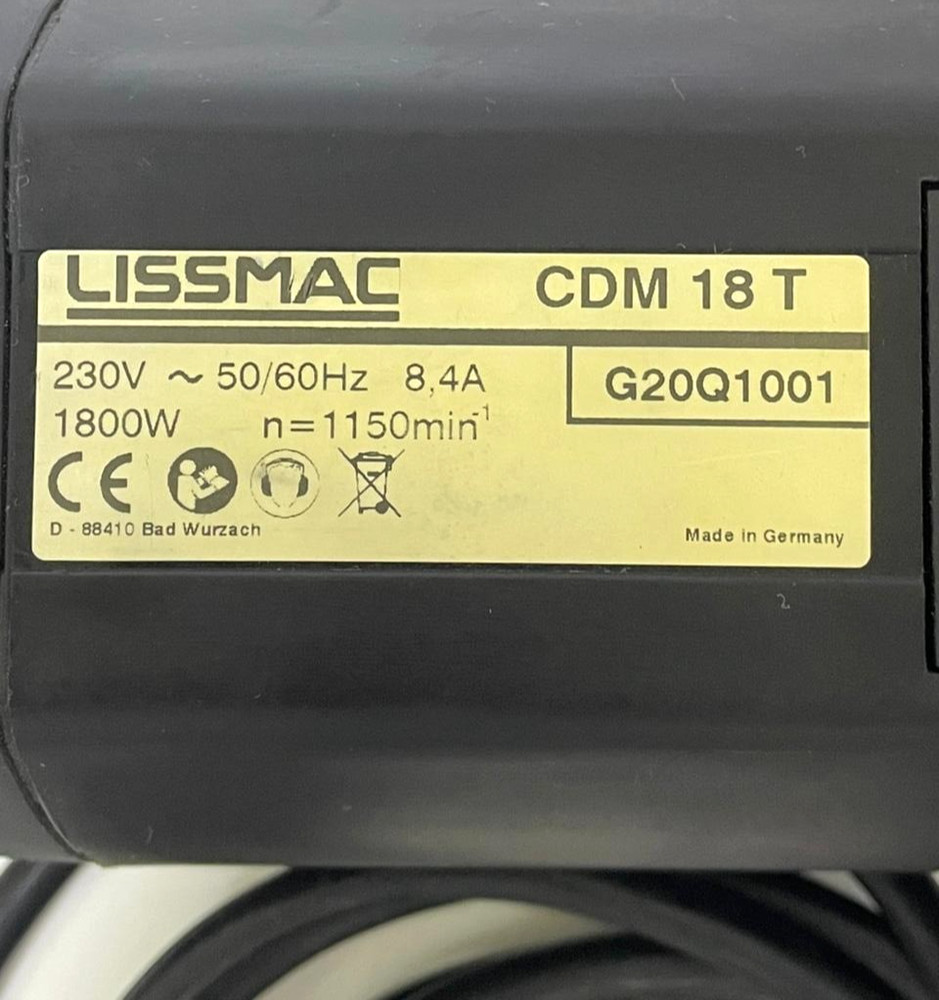 LISSMAC CDM 18 T
230V ~ 50/60Hz 8,4A
G20Q1001
1800W n=1150min⁻¹
CE
D - 88410 Bad Wurzach
Made in Germany